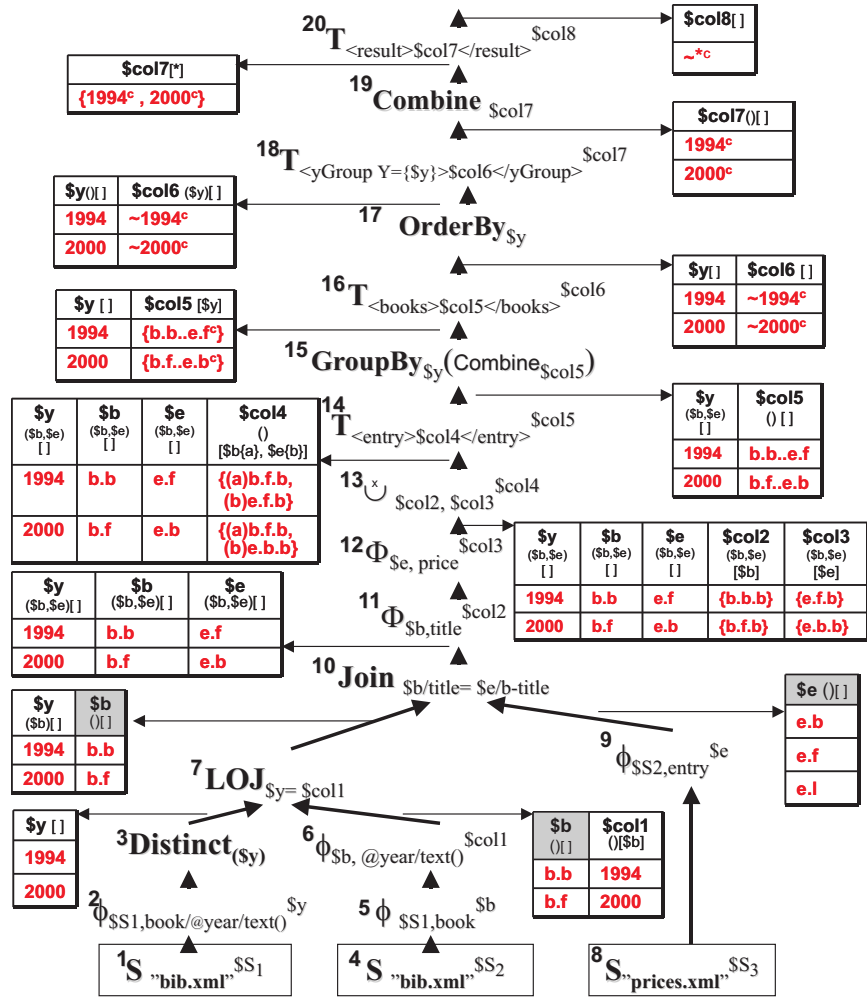 20 T <result>$col7</result> $col8
$col8[ ]
~*c
$col7[*]
{1994c , 2000c}
19 Combine $col7
$col7()[ ]
1994c
2000c
18 T <yGroup Y={$y}>$col6</yGroup> $col7
$y()[ ] $col6 ($y)[ ]
1994 ~1994c
2000 ~2000c
17 OrderBy $y
$y[ ] $col6 [ ]
1994 ~1994c
2000 ~2000c
16 T <books>$col5</books> $col6
$y [ ] $col5 [$y]
1994 {b.b..e.fc}
2000 {b.f..e.bc}
15 GroupBy $y(Combine $col5)
$y ($b,$e) [ ] $col5 () [ ]
1994 b.b..e.f
2000 b.f..e.b
14 T <entry>$col4</entry> $col5
$y ($b,$e) [ ] $b ($b,$e) [ ] $e ($b,$e) [ ] $col4 () [$b{a}, $e{b}]
1994 b.b e.f {(a)b.f.b, (b)e.f.b}
2000 b.f e.b {(a)b.f.b, (b)e.b.b}
13 ∪ x $col2, $col3 $col4
12 Φ $e, price $col3
$y ($b,$e) [ ] $b ($b,$e) [ ] $e ($b,$e) [ ] $col2 ($b,$e) [$b] $col3 ($b,$e) [$e]
1994 b.b e.f {b.b.b} {e.f.b}
2000 b.f e.b {b.f.b} {e.b.b}
11 Φ $b,title $col2
$y ($b,$e)[ ] $b ($b,$e)[ ] $e ($b,$e)[ ]
1994 b.b e.f
2000 b.f e.b
10 Join $b/title= $e/b-title
$y ($b)[ ] $b ()[ ]
1994 b.b
2000 b.f
$e ()[ ]
e.b
e.f
e.l
9 ϕ $S2,entry $e
7 LOJ $y= $col1
$y [ ]
1994
2000
3 Distinct ($y)
6 ϕ $b, @year/text() $col1
$b ()[ ] $col1 ()[$b]
b.b 1994
b.f 2000
2 ϕ $S1,book/@year/text() $y
5 ϕ $S1,book $b
1 S "bib.xml" $S1
4 S "bib.xml" $S2
8 S "prices.xml" $S3